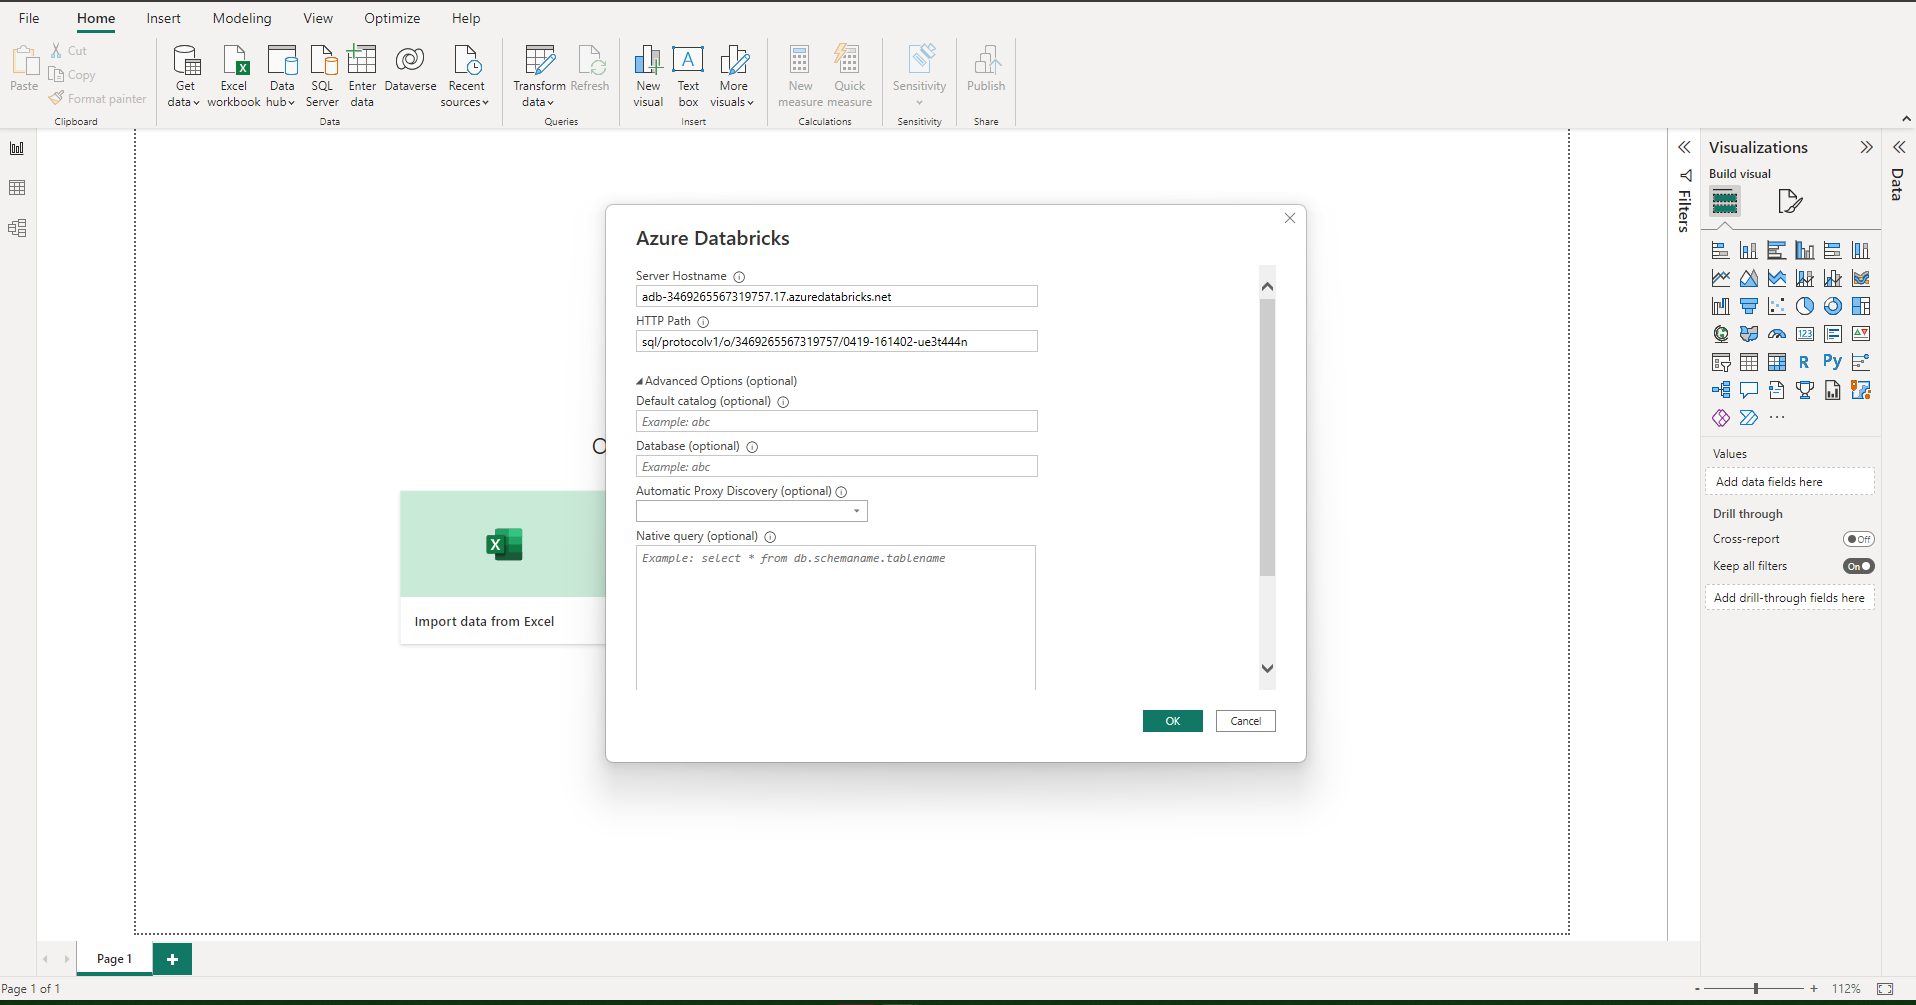 File Home Insert Modeling View Optimize Help
Paste
Cut
Copy
Format painter
Clipboard
Get data
Excel workbook
Data hub
SQL Server
Enter data
Dataverse
Recent sources
Data
Transform data
Refresh
Queries
New visual
Text box
More visuals
Insert
New measure
Quick measure
Calculations
Sensitivity
Sensitivity
Publish
Share
Azure Databricks
Server Hostname
adb-3469265567319757.17.azuredatabricks.net
HTTP Path
sql/protocolv1/o/3469265567319757/0419-161402-ue3t444n
Advanced Options (optional)
Default catalog (optional)
Example: abc
Database (optional)
Example: abc
Automatic Proxy Discovery (optional)
Native query (optional)
Example: select * from db.schemaname.tablename
OK Cancel
O
Import data from Excel
Filters
Visualizations
Build visual
123
R Py
Values
Add data fields here
Drill through
Cross-report Off
Keep all filters On
Add drill-through fields here
Data
Page 1
Page 1 of 1
- + 112%